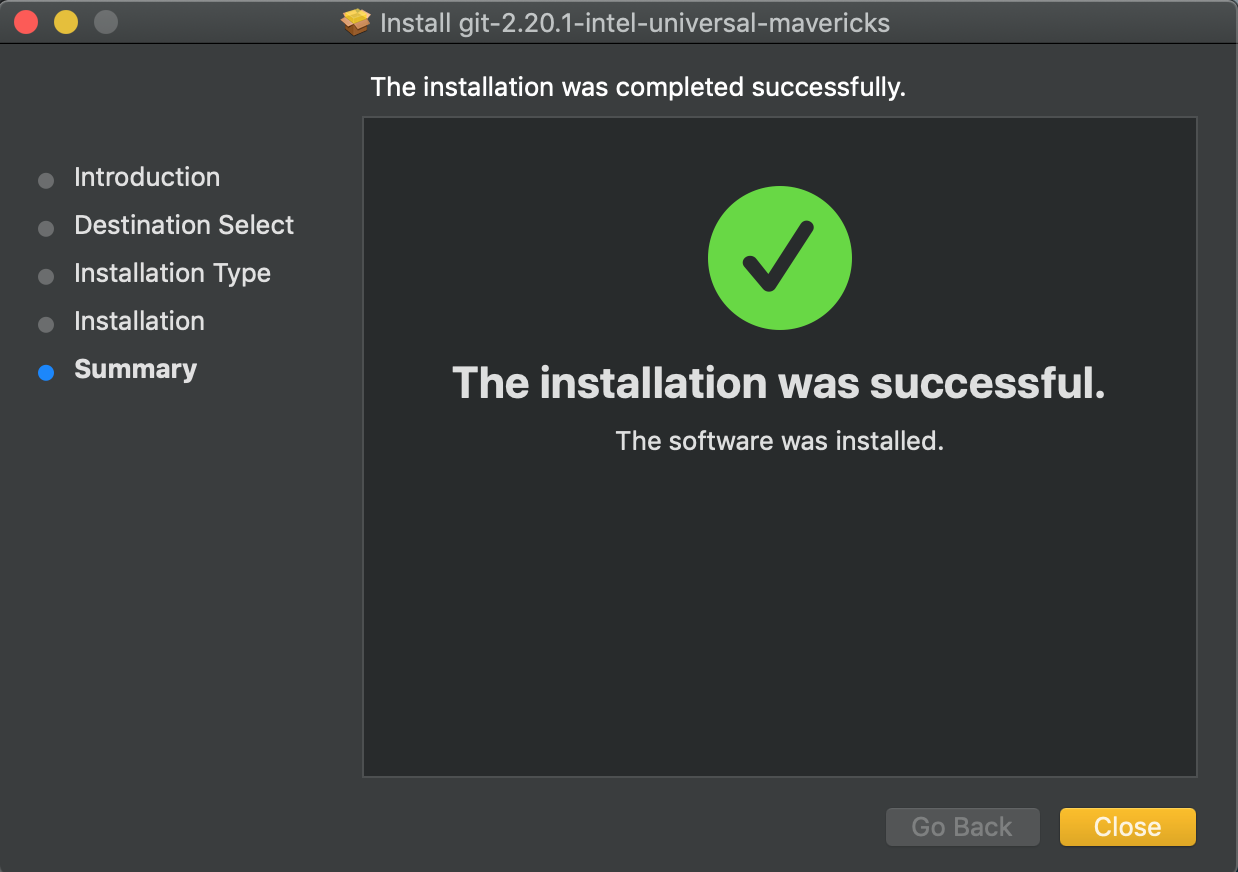 Install git-2.20.1-intel-universal-mavericks
The installation was completed successfully.
Introduction
Destination Select
Installation Type
Installation
Summary
The installation was successful.
The software was installed.
Go Back
Close